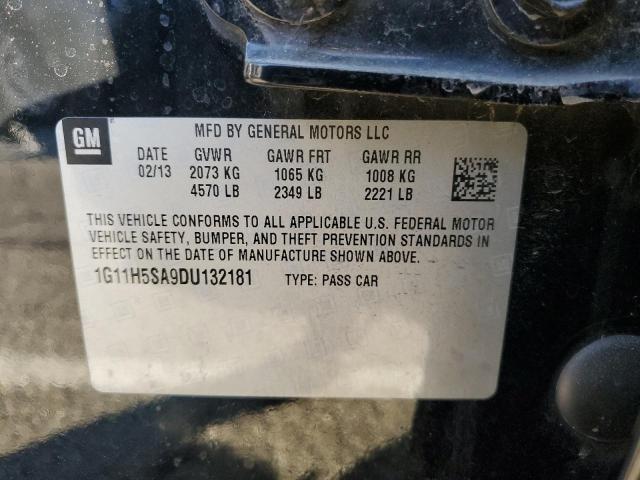 GM
MFD BY GENERAL MOTORS LLC
DATE GVWR GAWR FRT GAWR RR
02/13 2073 KG 1065 KG 1008 KG
4570 LB 2349 LB 2221 LB
THIS VEHICLE CONFORMS TO ALL APPLICABLE U.S. FEDERAL MOTOR
VEHICLE SAFETY, BUMPER, AND THEFT PREVENTION STANDARDS IN
EFFECT ON THE DATE OF MANUFACTURE SHOWN ABOVE.
1G11H5SA9DU132181 TYPE: PASS CAR